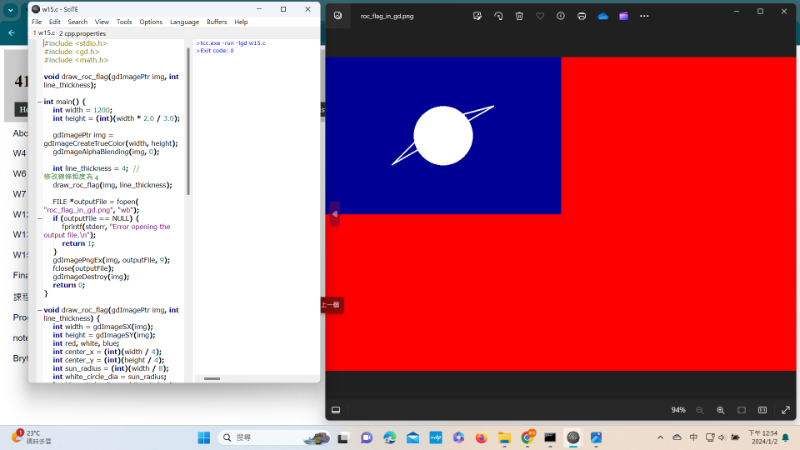 w15.c - SciTE
File Edit Search View Tools Options Language Buffers Help
1 w15.c 2 cpp.properties
#include <stdio.h>
#include <gd.h>
#include <math.h>
void draw_roc_flag(gdImagePtr img, int
line_thickness);
int main() {
int width = 1200;
int height = (int)(width * 2.0 / 3.0);
gdImagePtr img =
gdImageCreateTrueColor(width, height);
gdImageAlphaBlending(img, 0);
int line_thickness = 4; //
修改線條粗度為 4
draw_roc_flag(img, line_thickness);
FILE *outputFile = fopen(
"roc_flag_in_gd.png", "wb");
if (outputFile == NULL) {
fprintf(stderr, "Error opening the
output file.\n");
return 1;
}
gdImagePngEx(img, outputFile, 9);
fclose(outputFile);
gdImageDestroy(img);
return 0;
}
void draw_roc_flag(gdImagePtr img, int
line_thickness) {
int width = gdImageSX(img);
int height = gdImageSY(img);
int red, white, blue;
int center_x = (int)(width / 4);
int center_y = (int)(height / 4);
int sun_radius = (int)(width / 8);
int white_circle_dia = sun_radius;
>tcc.exe -run -lgd w15.c
>Exit code: 0
41
Abo
W4
W6
W7
W1
W1
W15
Fina
課程
Pro
note
Bryt
roc_flag_in_gd.png
上一個
94%
23°C
晴時多雲
搜尋
中
下午 12:54
2024/1/2